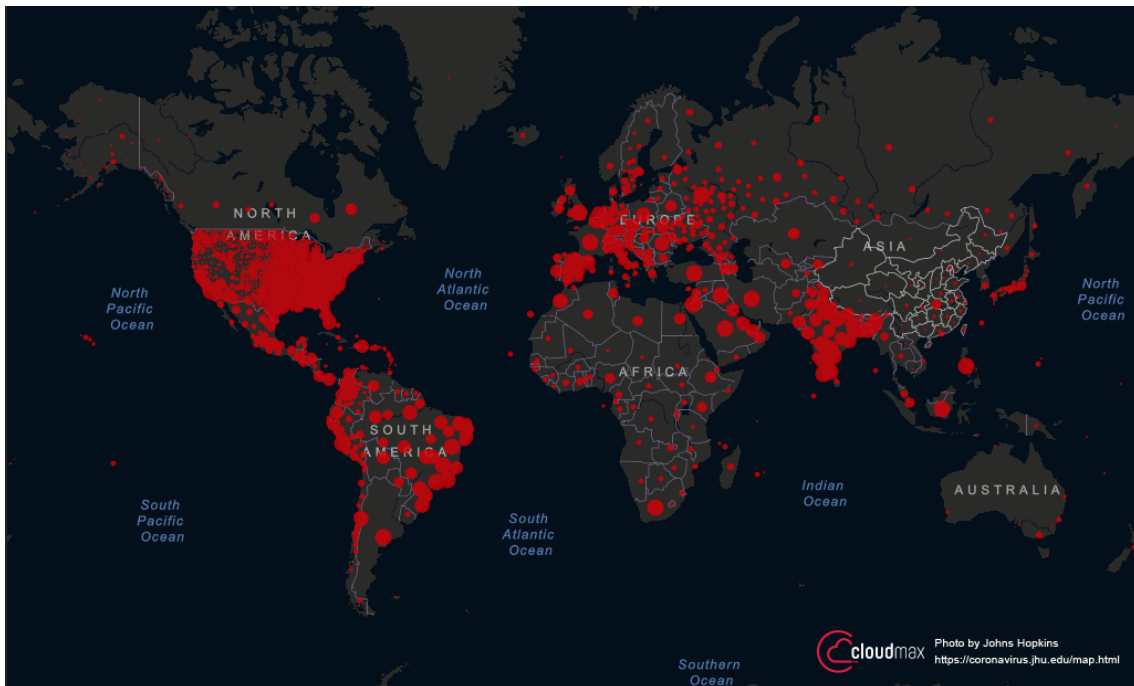 NORTH
AMERICA
EUROPE
ASIA
North
Pacific
Ocean
North
Atlantic
Ocean
North
Pacific
Ocean
AFRICA
SOUTH
AMERICA
Indian
Ocean
AUSTRALIA
South
Pacific
Ocean
South
Atlantic
Ocean
cloudmax
Photo by Johns Hopkins
https://coronavirus.jhu.edu/map.html
Southern
Ocean